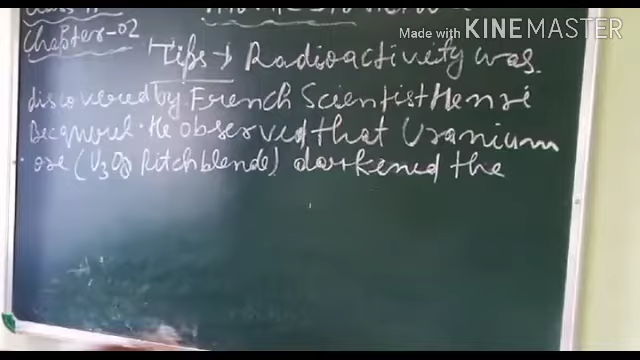 Made with KINEMASTER
Chapter-02
Tips → Radioactivity was
discovered by French Scientist Henri
Becquerel. He observed that Uranium
ore (U3O8 Pitchblende) darkened the